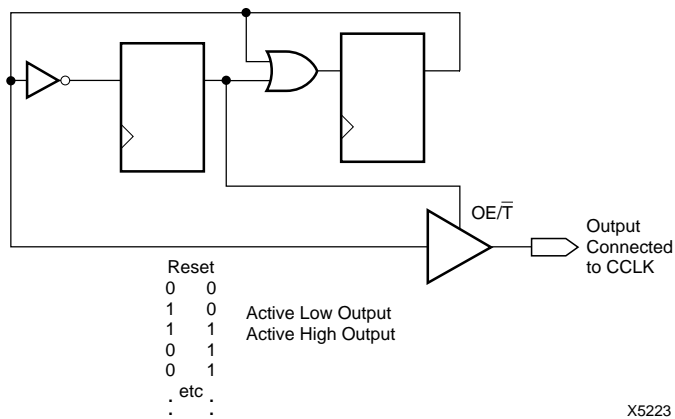 OE/T̅
Output
Connected
to CCLK
Reset
0 0
1 0 Active Low Output
1 1 Active High Output
0 1
0 1
. etc .
. .
X5223